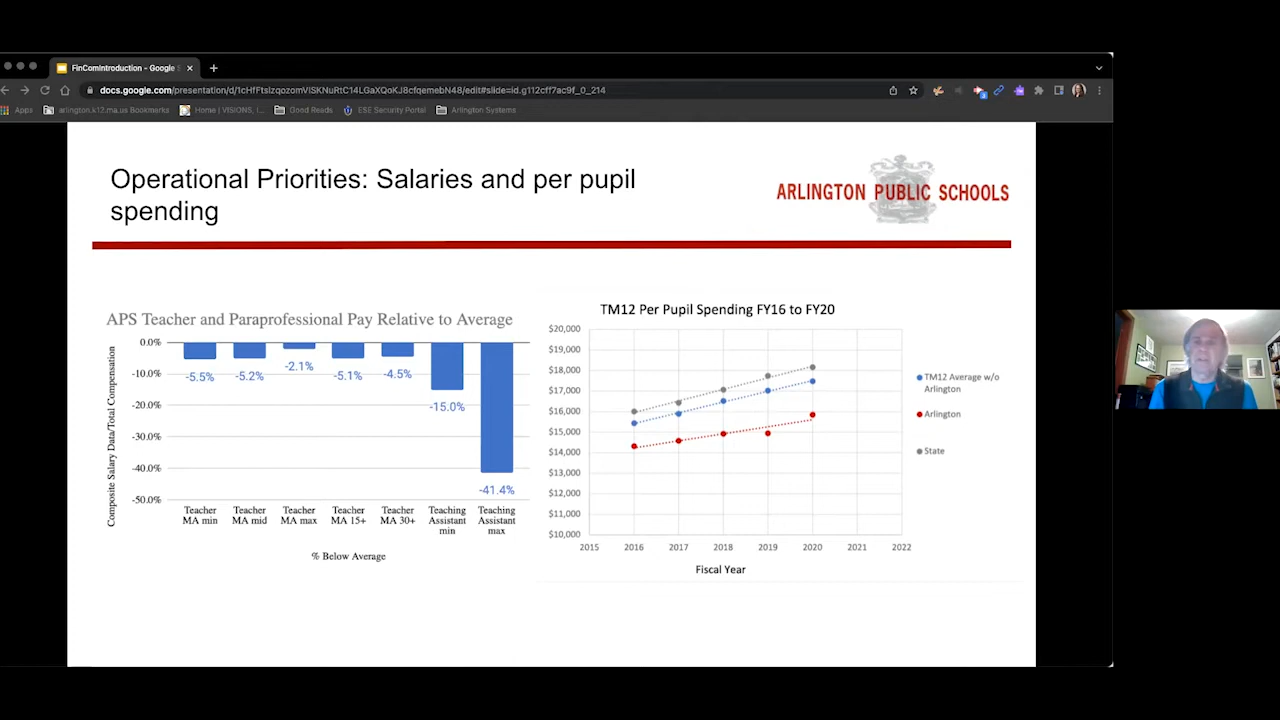 FinComIntroduction - Google S
docs.google.com
Apps
arlington.k12.ma.us Bookmarks
Home | VISIONS, I...
Good Reads
ESE Security Portal
Arlington Systems
Operational Priorities: Salaries and per pupil
spending
ARLINGTON PUBLIC SCHOOLS
APS Teacher and Paraprofessional Pay Relative to Average
Composite Salary Data/Total Compensation
0.0%
-10.0%
-20.0%
-30.0%
-40.0%
-50.0%
-5.5%
-5.2%
-2.1%
-5.1%
-4.5%
-15.0%
-41.4%
Teacher
MA min
Teacher
MA mid
Teacher
MA max
Teacher
MA 15+
Teacher
MA 30+
Teaching
Assistant
min
Teaching
Assistant
max
% Below Average
TM12 Per Pupil Spending FY16 to FY20
$20,000
$19,000
$18,000
$17,000
$16,000
$15,000
$14,000
$13,000
$12,000
$11,000
$10,000
2015
2016
2017
2018
2019
2020
2021
2022
Fiscal Year
TM12 Average w/o
Arlington
Arlington
State